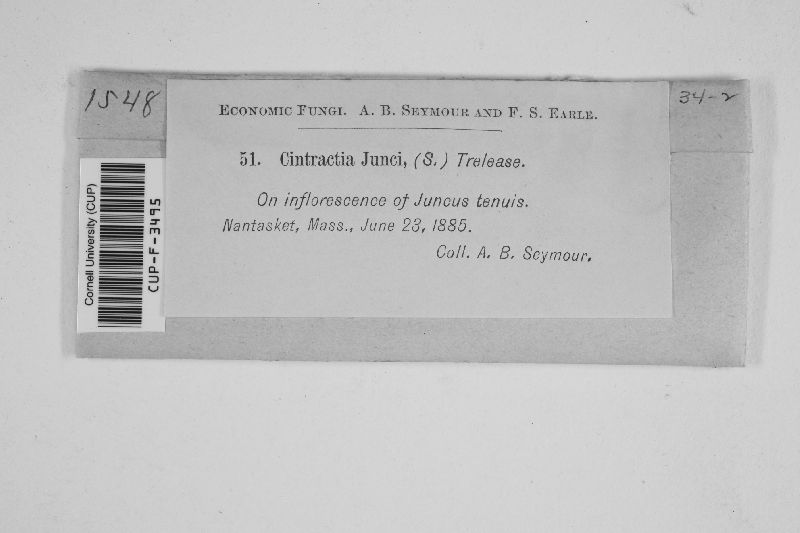 1548
34-2
ECONOMIC FUNGI. A. B. SEYMOUR AND F. S. EARLE.
51. Cintractia Junci, (S.) Trelease.
On inflorescence of Juncus tenuis.
Nantasket, Mass., June 23, 1885.
Coll. A. B. Seymour.
Cornell University (CUP)
CUP-F-3495